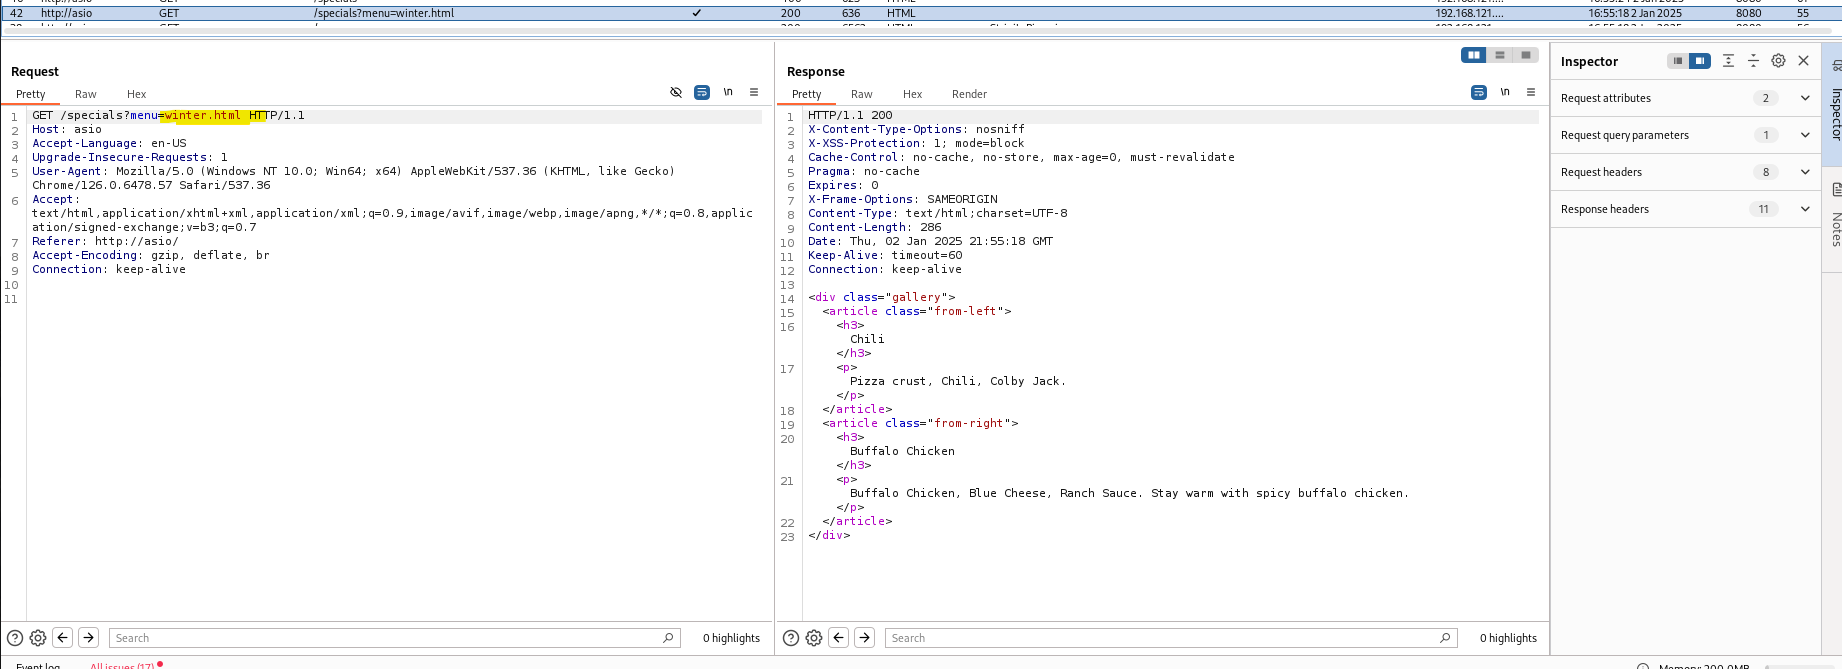 42 http://asio GET /specials?menu=winter.html ✓ 200 636 HTML 192.168.121.... 16:55:18 2 Jan 2025 8080 55
Request
Pretty Raw Hex \n
1 GET /specials?menu=winter.html HTTP/1.1
2 Host: asio
3 Accept-Language: en-US
4 Upgrade-Insecure-Requests: 1
5 User-Agent: Mozilla/5.0 (Windows NT 10.0; Win64; x64) AppleWebKit/537.36 (KHTML, like Gecko)
Chrome/126.0.6478.57 Safari/537.36
6 Accept:
text/html,application/xhtml+xml,application/xml;q=0.9,image/avif,image/webp,image/apng,*/*;q=0.8,applic
ation/signed-exchange;v=b3;q=0.7
7 Referer: http://asio/
8 Accept-Encoding: gzip, deflate, br
9 Connection: keep-alive
10
11
Search 0 highlights
Response
Pretty Raw Hex Render \n
1 HTTP/1.1 200
2 X-Content-Type-Options: nosniff
3 X-XSS-Protection: 1; mode=block
4 Cache-Control: no-cache, no-store, max-age=0, must-revalidate
5 Pragma: no-cache
6 Expires: 0
7 X-Frame-Options: SAMEORIGIN
8 Content-Type: text/html;charset=UTF-8
9 Content-Length: 286
10 Date: Thu, 02 Jan 2025 21:55:18 GMT
11 Keep-Alive: timeout=60
12 Connection: keep-alive
13
14 <div class="gallery">
15 <article class="from-left">
16 <h3>
Chili
</h3>
17 <p>
Pizza crust, Chili, Colby Jack.
</p>
18 </article>
19 <article class="from-right">
20 <h3>
Buffalo Chicken
</h3>
21 <p>
Buffalo Chicken, Blue Cheese, Ranch Sauce. Stay warm with spicy buffalo chicken.
</p>
22 </article>
23 </div>
Search 0 highlights
Inspector
Request attributes 2
Request query parameters 1
Request headers 8
Response headers 11
Inspector
Notes
Event log All issues (17)
Memory: 200.0MB